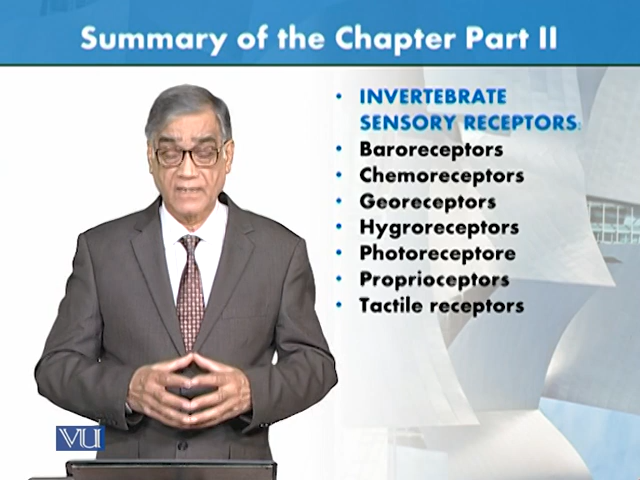 Summary of the Chapter Part II
INVERTEBRATE
SENSORY RECEPTORS:
Baroreceptors
Chemoreceptors
Georeceptors
Hygroreceptors
Photoreceptore
Proprioceptors
Tactile receptors
VU